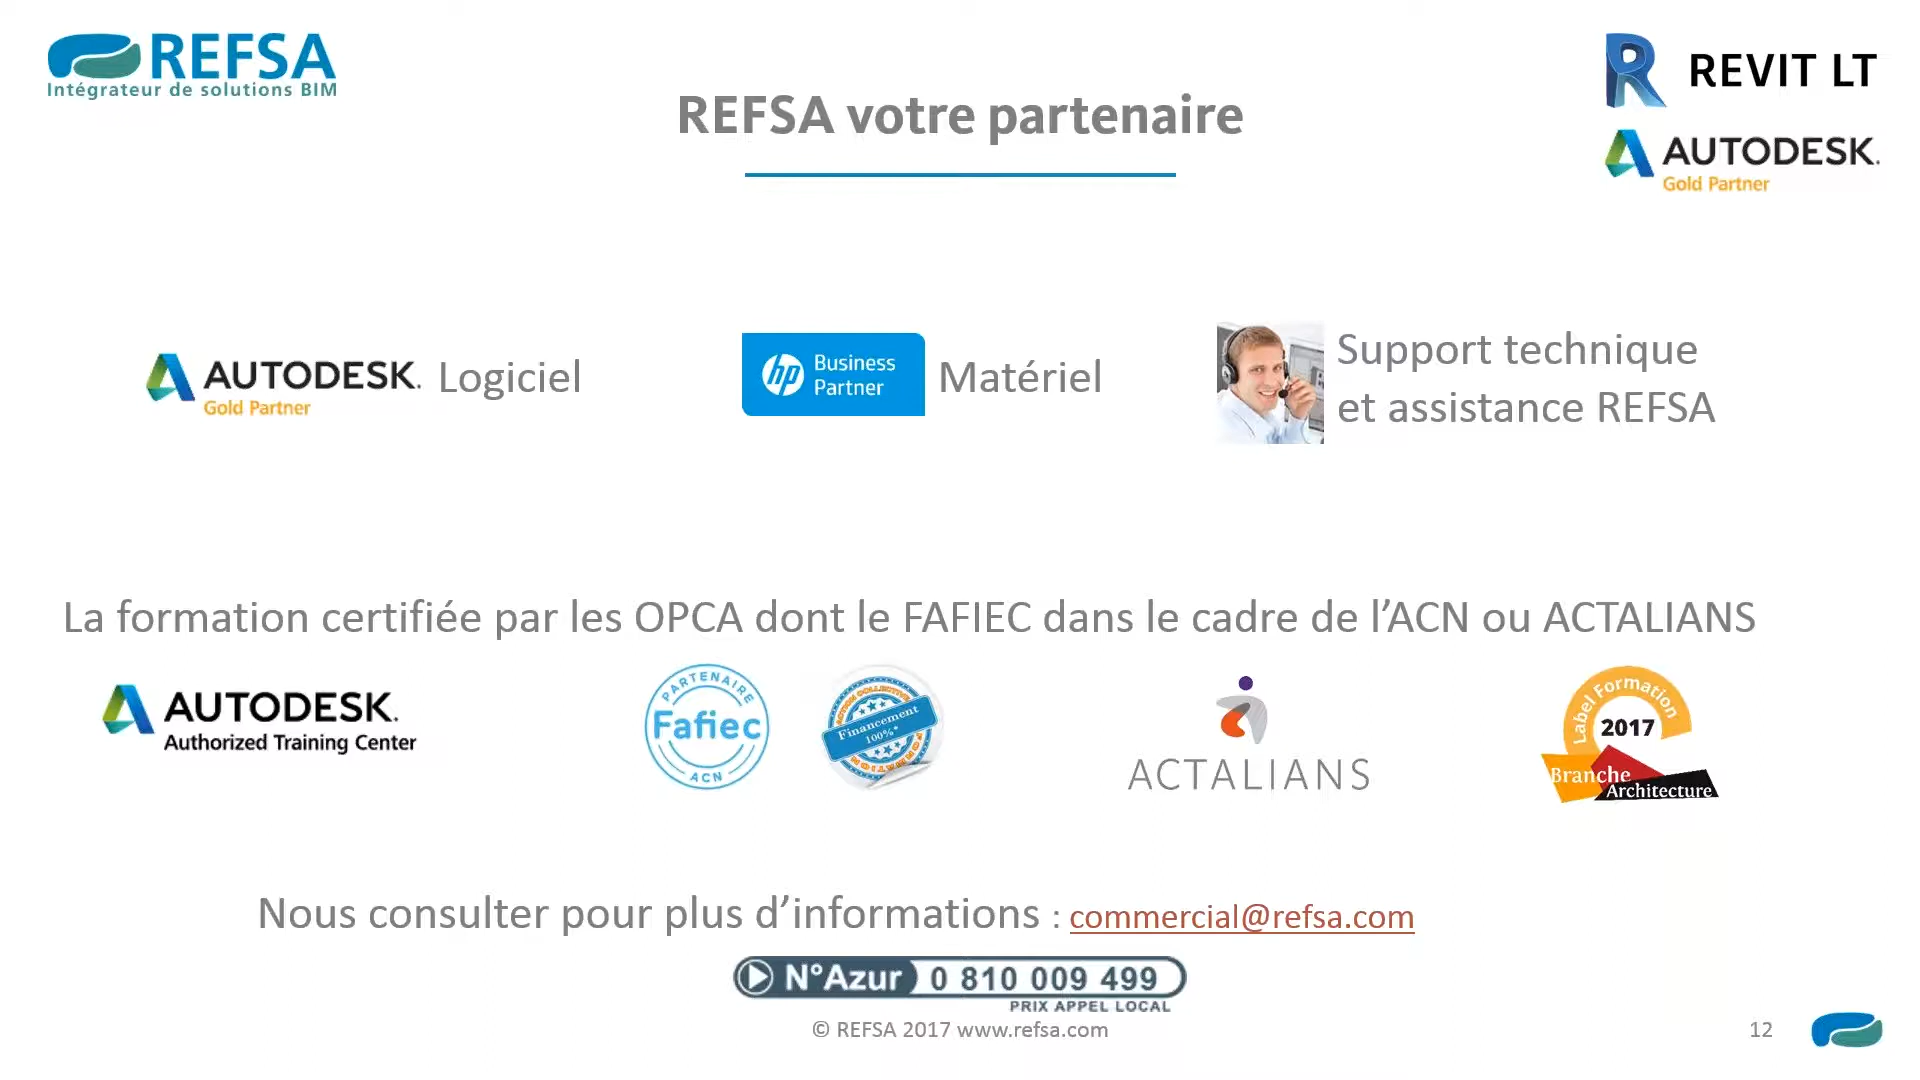 REFSA
Intégrateur de solutions BIM
REFSA votre partenaire
REVIT LT
AUTODESK.
Gold Partner
AUTODESK.
Gold Partner
Logiciel
hp
Business
Partner
Matériel
Support technique
et assistance REFSA
La formation certifiée par les OPCA dont le FAFIEC dans le cadre de l’ACN ou ACTALIANS
AUTODESK.
Authorized Training Center
PARTENAIRE
Fafiec
ACN
ACTION COLLECTIVE
Financement
100%*
FORMATION
ACTALIANS
Label Formation
2017
Branche
Architecture
Nous consulter pour plus d’informations : commercial@refsa.com
N°Azur 0 810 009 499
PRIX APPEL LOCAL
© REFSA 2017 www.refsa.com
12